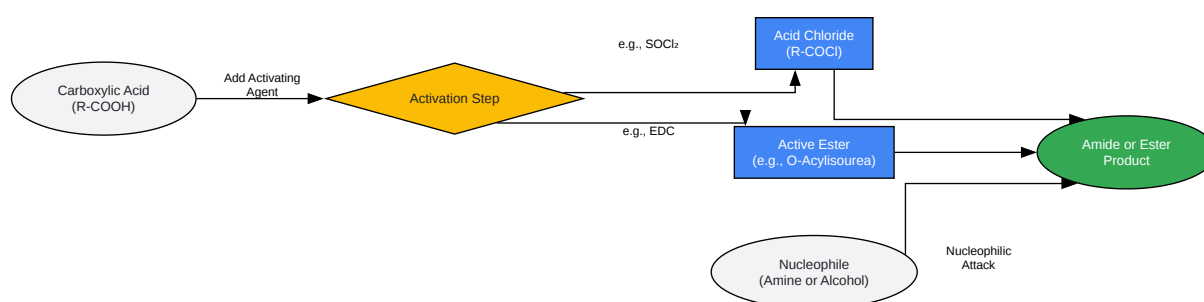 Carboxylic Acid
(R-COOH)
Add Activating
Agent
Activation Step
e.g., SOCl₂
e.g., EDC
Acid Chloride
(R-COCl)
Active Ester
(e.g., O-Acylisourea)
Amide or Ester
Product
Nucleophile
(Amine or Alcohol)
Nucleophilic
Attack